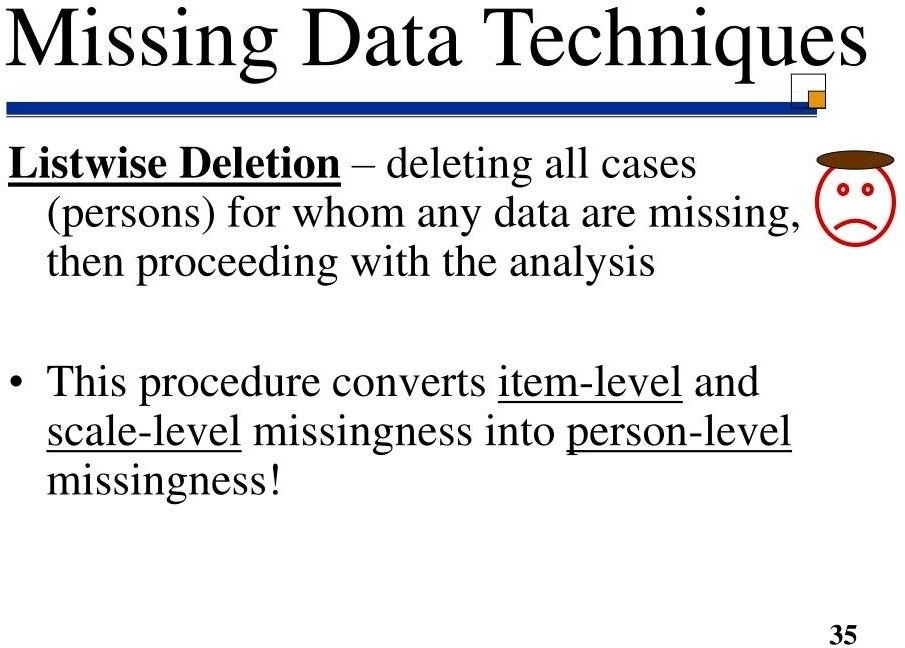 Missing Data Techniques
Listwise Deletion – deleting all cases
(persons) for whom any data are missing,
then proceeding with the analysis
• This procedure converts item-level and
scale-level missingness into person-level
missingness!
35